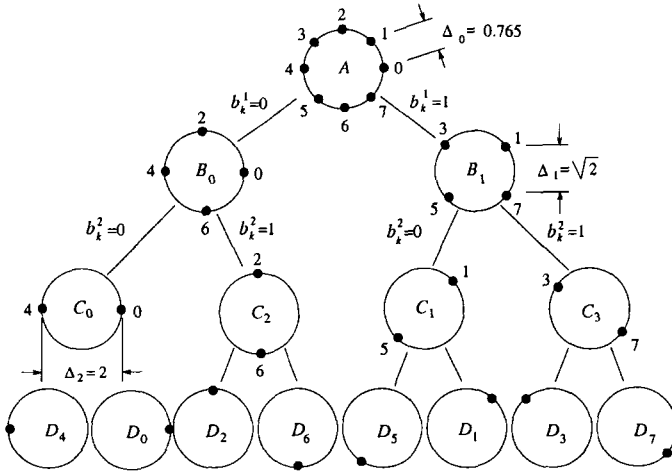 2
3 1
Δ₀ = 0.765
4 A 0
5 6 7
b_k^1=0 b_k^1=1
2 3 1
4 B₀ 0 B₁ Δ₁=√2
6 5 7
b_k^2=0 b_k^2=1 b_k^2=0 b_k^2=1
2 1 3
4 C₀ 0 C₂ C₁ C₃
6 5 7
Δ₂ = 2
D₄ D₀ D₂ D₆ D₅ D₁ D₃ D₇